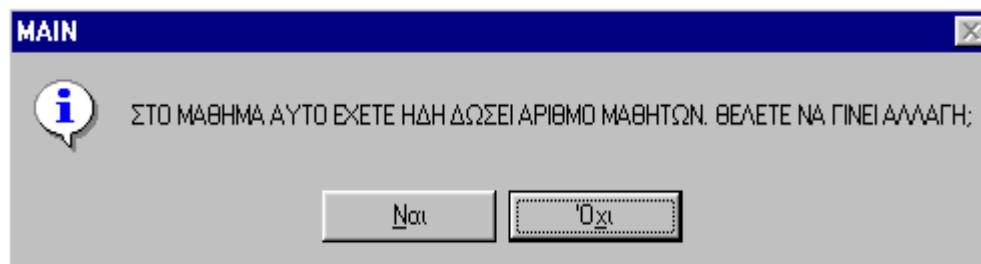 MAIN
ΣΤΟ ΜΑΘΗΜΑ ΑΥΤΟ ΕΧΕΤΕ ΗΔΗ ΔΩΣΕΙ ΑΡΙΘΜΟ ΜΑΘΗΤΩΝ. ΘΕΛΕΤΕ ΝΑ ΓΙΝΕΙ ΑΛΛΑΓΗ;
Ναι Όχι